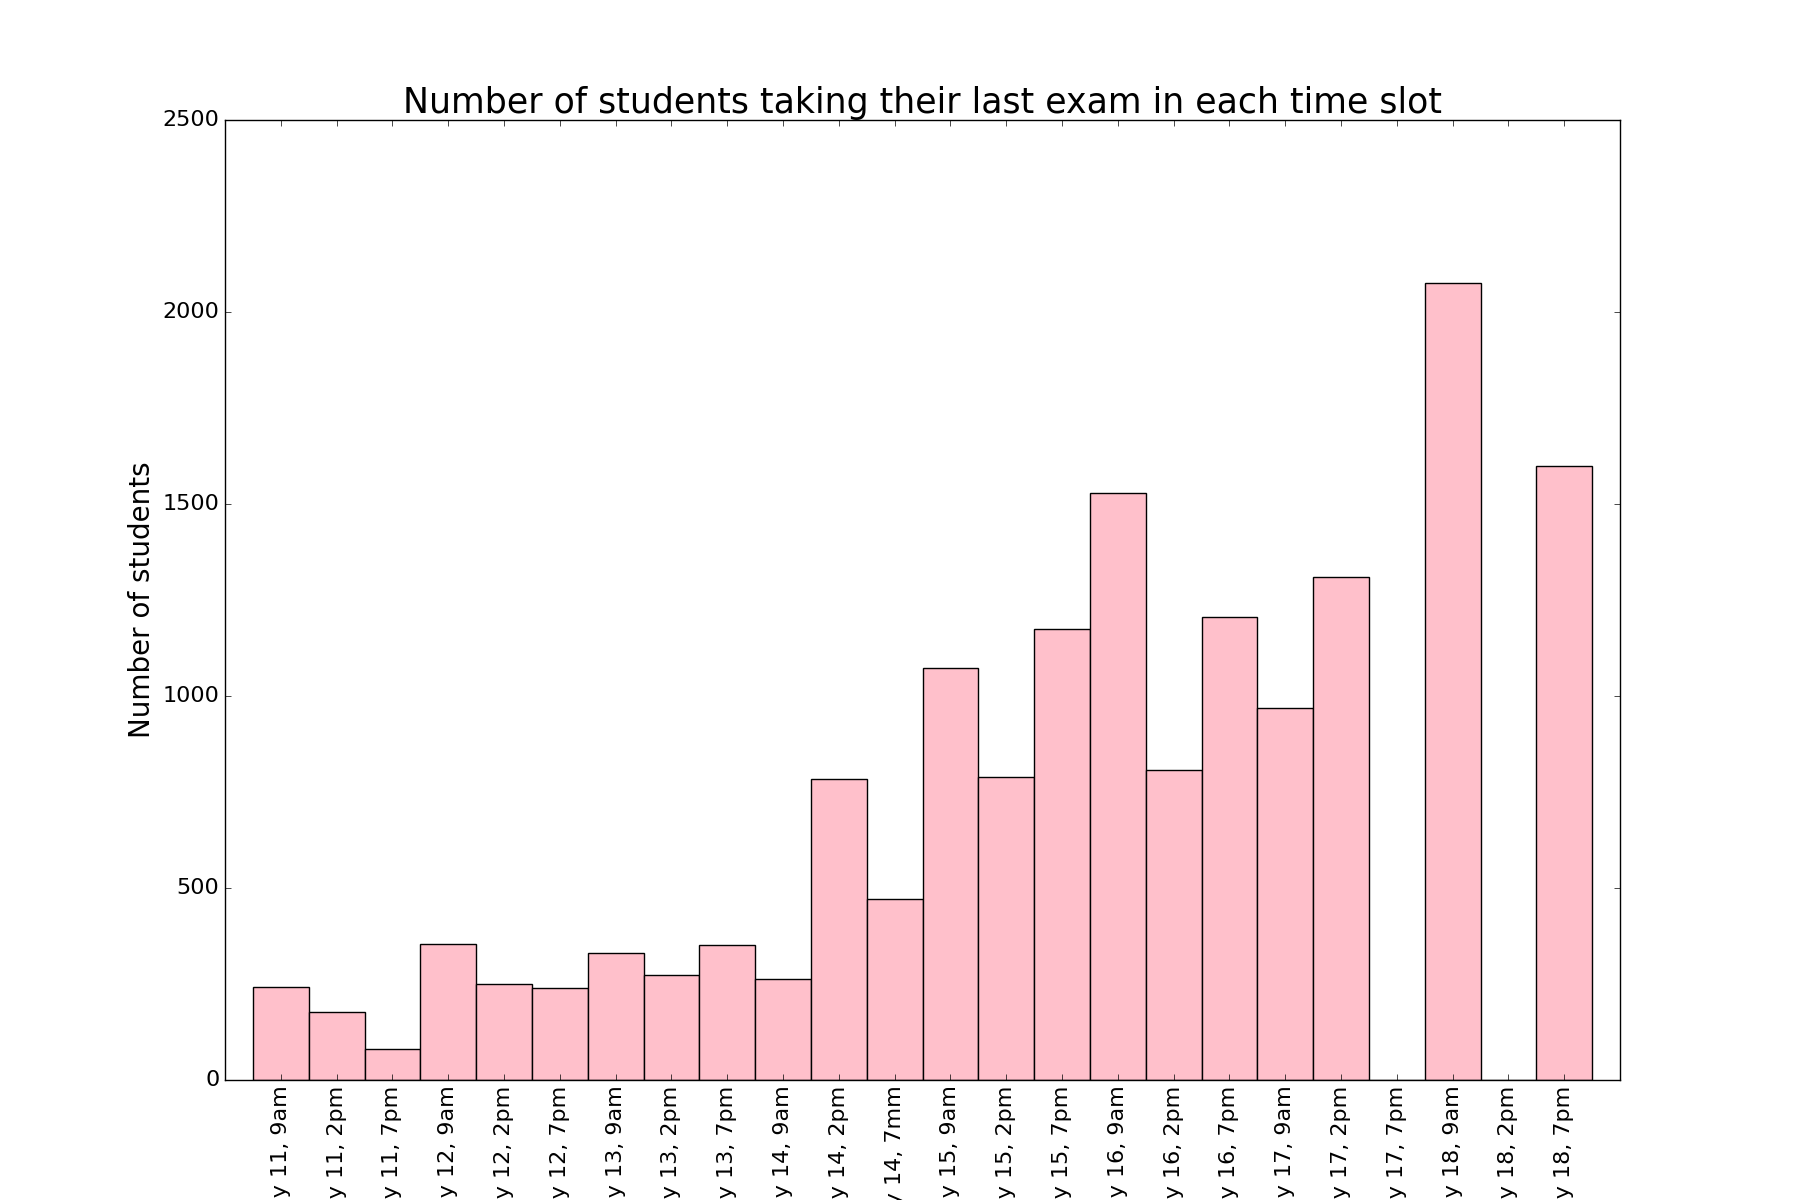 Number of students taking their last exam in each time slot
2500
2000
1500
1000
500
0
Number of students
y 11, 9am
y 11, 2pm
y 11, 7pm
y 12, 9am
y 12, 2pm
y 12, 7pm
y 13, 9am
y 13, 2pm
y 13, 7pm
y 14, 9am
y 14, 2pm
y 14, 7mm
y 15, 9am
y 15, 2pm
y 15, 7pm
y 16, 9am
y 16, 2pm
y 16, 7pm
y 17, 9am
y 17, 2pm
y 17, 7pm
y 18, 9am
y 18, 2pm
y 18, 7pm